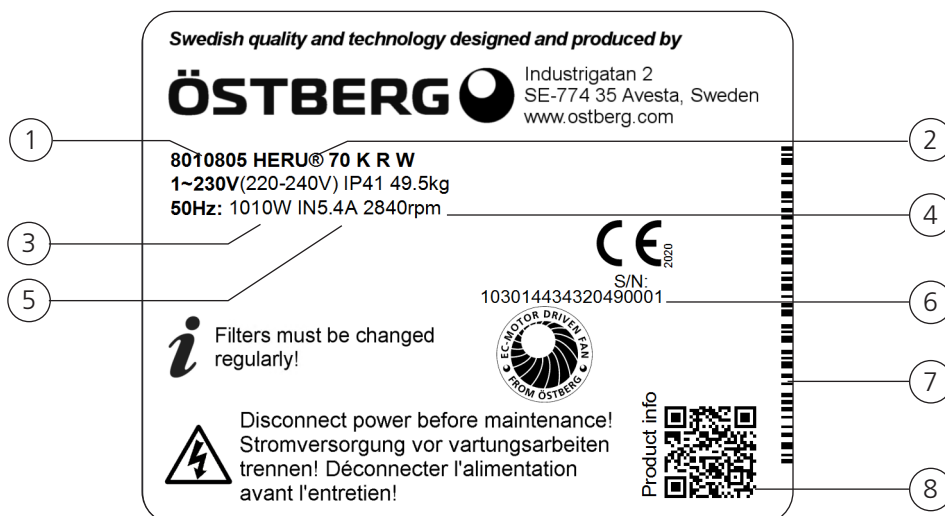 Swedish quality and technology designed and produced by
ÖSTBERG
Industrigatan 2
SE-774 35 Avesta, Sweden
www.ostberg.com
1
2
8010805 HERU® 70 K R W
1~230V(220-240V) IP41 49.5kg
50Hz: 1010W IN5.4A 2840rpm
3
4
5
CE
2020
S/N:
103014434320490001
6
EC-MOTOR DRIVEN FAN
FROM ÖSTBERG
i
Filters must be changed
regularly!
7
Disconnect power before maintenance!
Stromversorgung vor vartungsarbeiten
trennen! Déconnecter l'alimentation
avant l'entretien!
Product info
8